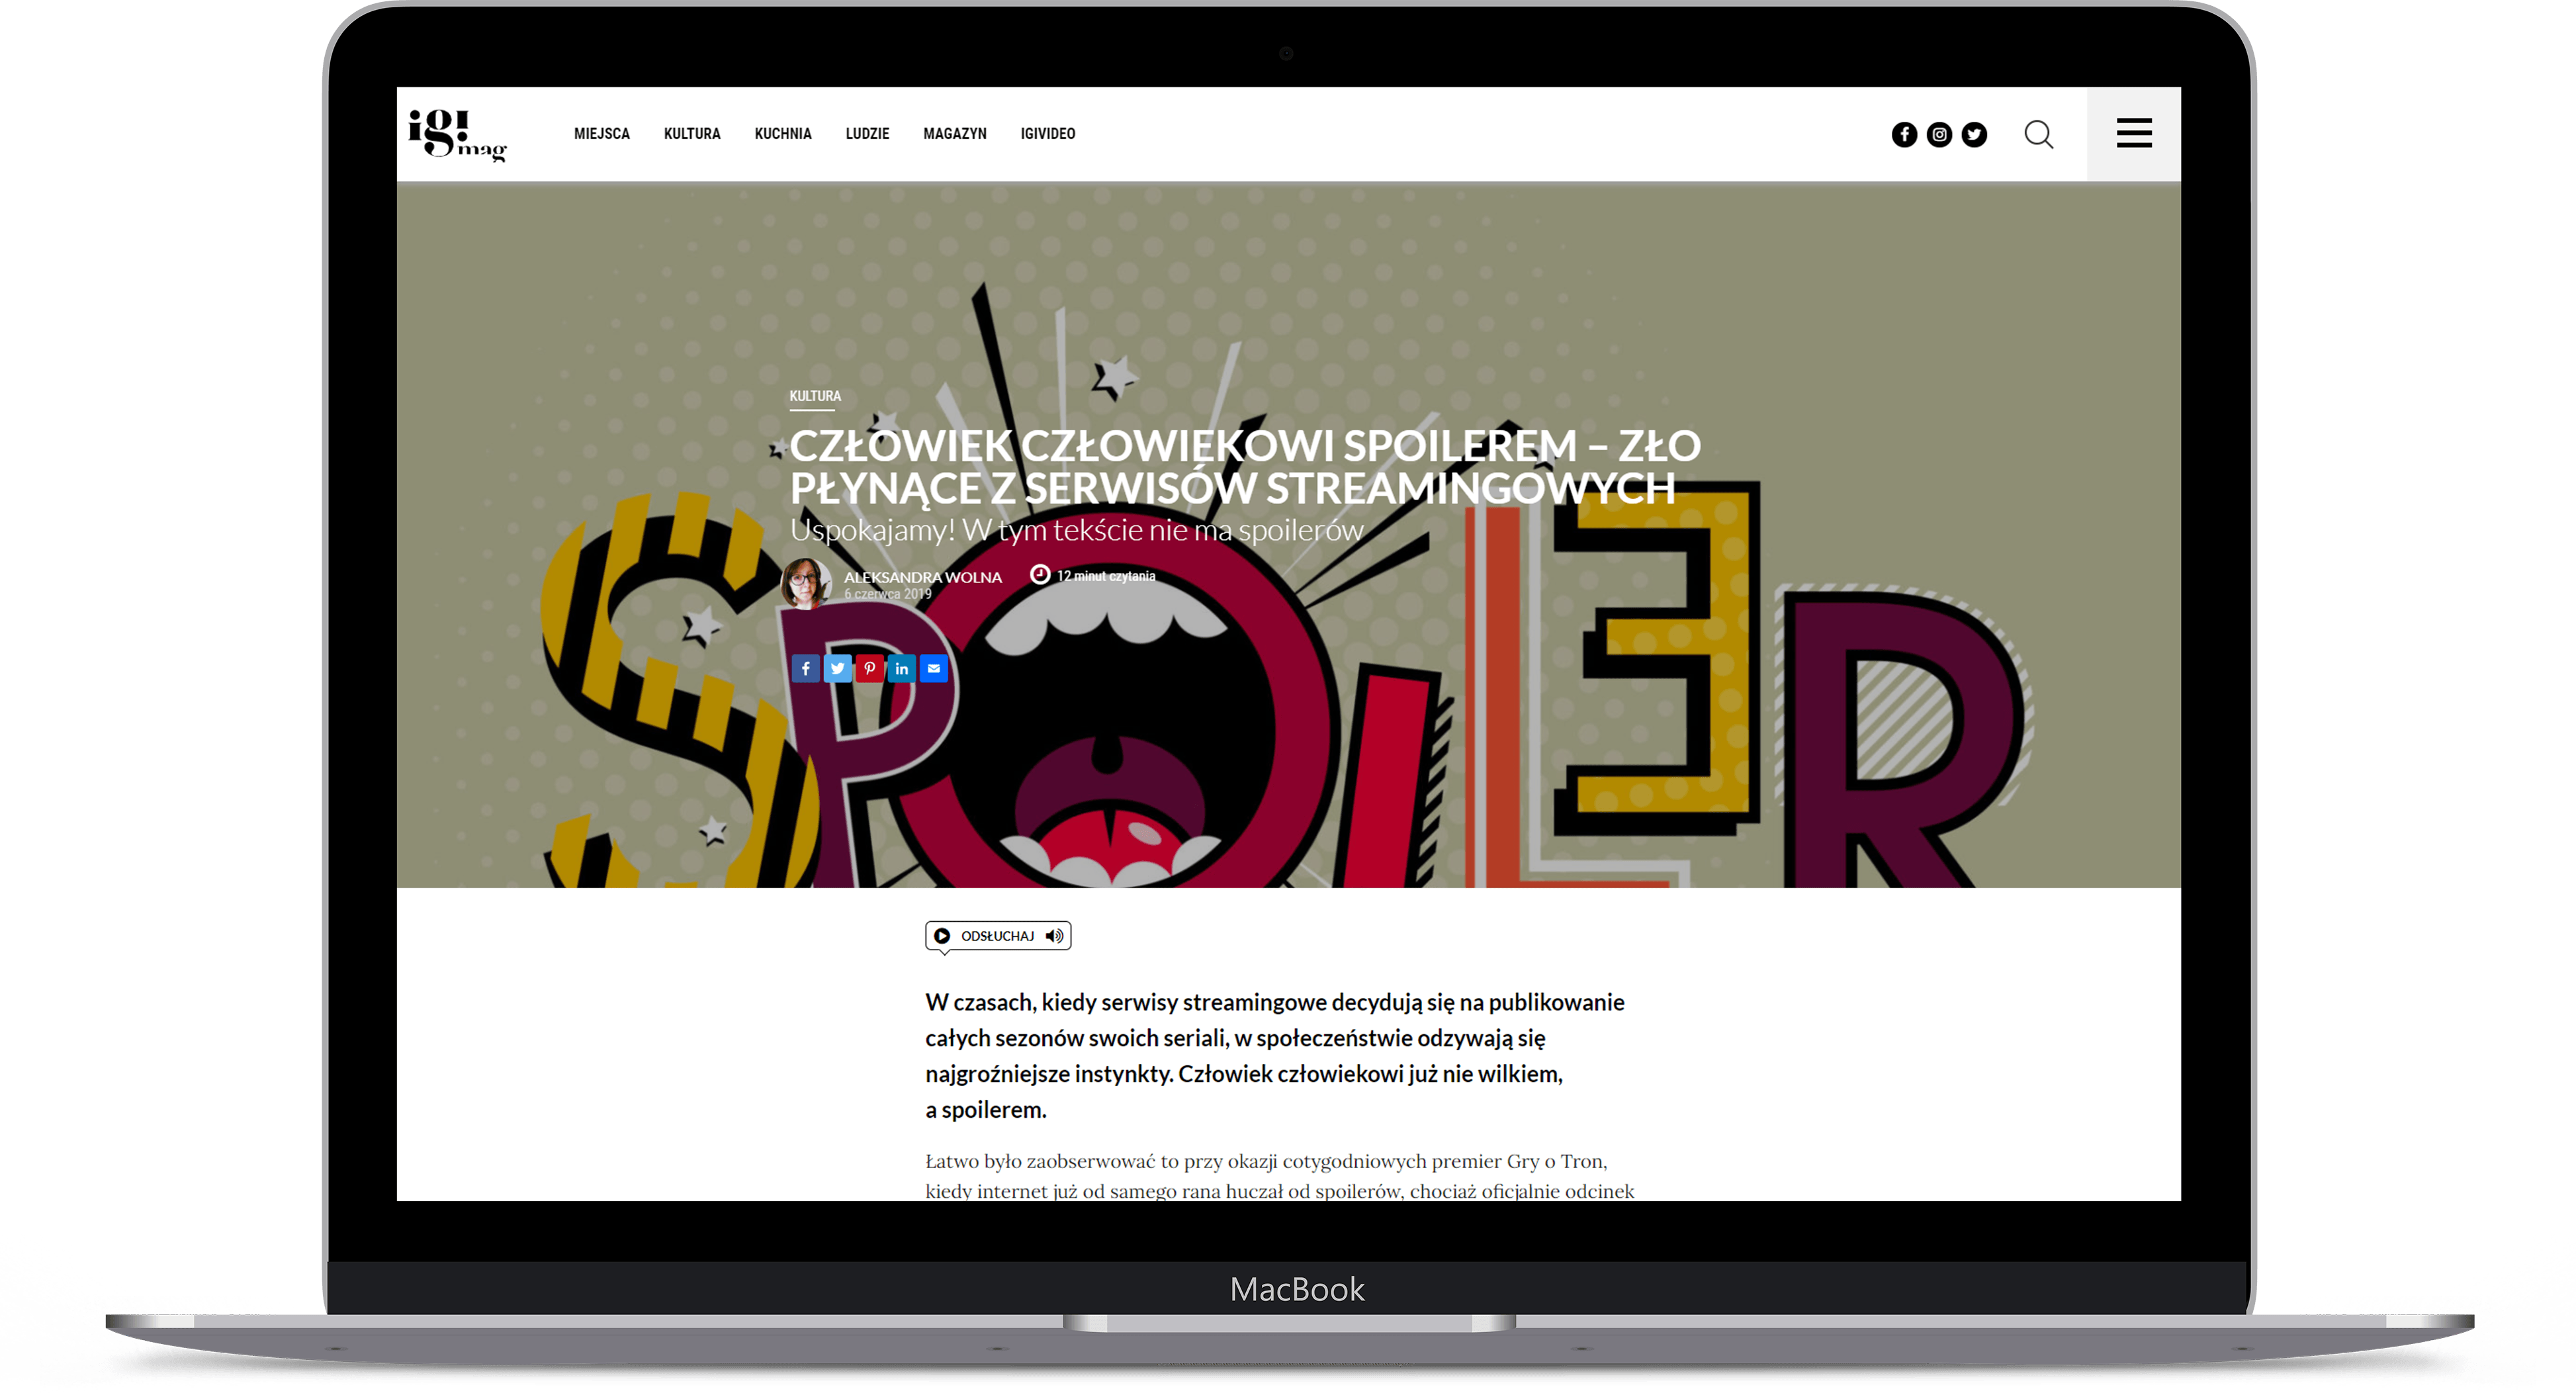 igi
mag
MIEJSCA KULTURA KUCHNIA LUDZIE MAGAZYN IGIVIDEO
KULTURA
CZŁOWIEK CZŁOWIEKOWI SPOILEREM – ZŁO
PŁYNĄCE Z SERWISÓW STREAMINGOWYCH
Uspokajamy! W tym tekście nie ma spoilerów
ALEKSANDRA WOLNA
12 minut czytania
6 czerwca 2019
SPOILER
ODSŁUCHAJ
W czasach, kiedy serwisy streamingowe decydują się na publikowanie
całych sezonów swoich seriali, w społeczeństwie odzywają się
najgroźniejsze instynkty. Człowiek człowiekowi już nie wilkiem,
a spoilerem.
Łatwo było zaobserwować to przy okazji cotygodniowych premier Gry o Tron,
kiedy internet już od samego rana huczał od spoilerów, chociaż oficjalnie odcinek
MacBook